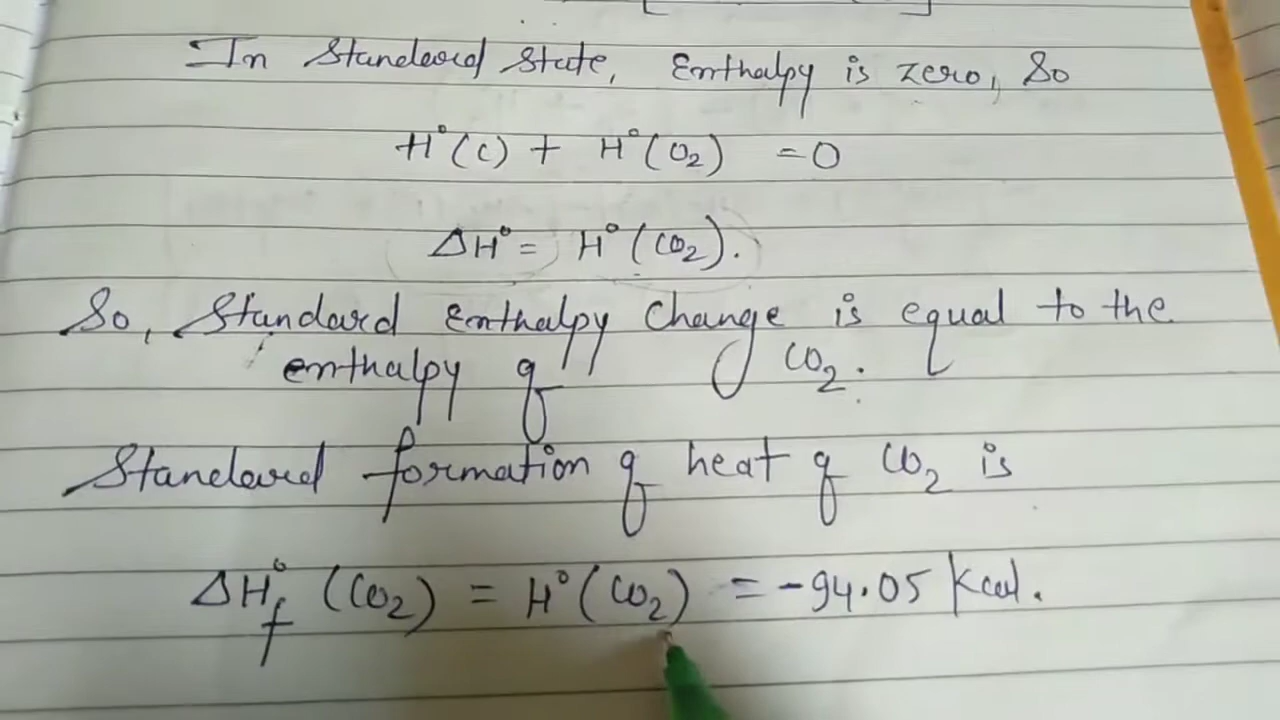 In Standard State, Enthalpy is zero, So
H°(C) + H°(O₂) = 0
ΔH° = H°(CO₂).
So, Standard enthalpy change is equal to the
enthalpy of CO₂.
Standard formation of heat of CO₂ is
ΔH°f (CO₂) = H°(CO₂) = -94.05 Kcal.